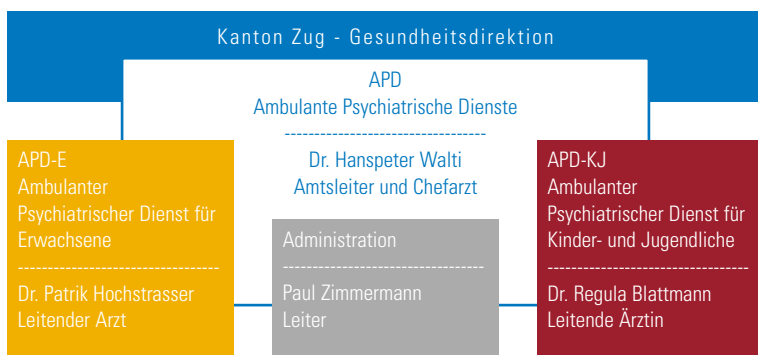 Kanton Zug - Gesundheitsdirektion
APD
Ambulante Psychiatrische Dienste
----------------------------------
Dr. Hanspeter Walti
Amtsleiter und Chefarzt
APD-E
Ambulanter
Psychiatrischer Dienst für
Erwachsene
----------------------------------
Dr. Patrik Hochstrasser
Leitender Arzt
Administration
----------------------------------
Paul Zimmermann
Leiter
APD-KJ
Ambulanter
Psychiatrischer Dienst für
Kinder- und Jugendliche
----------------------------------
Dr. Regula Blattmann
Leitende Ärztin